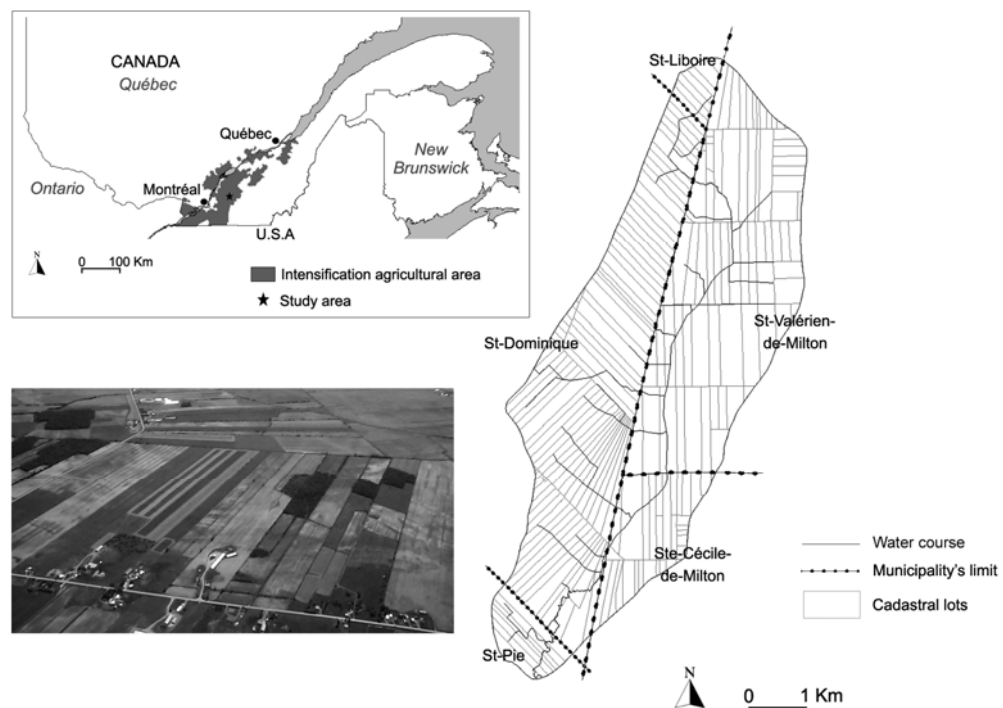 CANADA
Québec
Québec
New
Brunswick
Montréal
Ontario
U.S.A
N
0 100 Km
Intensification agricultural area
Study area
St-Liboire
St-Dominique
St-Valérien-
de-Milton
Ste-Cécile-
de-Milton
St-Pie
Water course
Municipality's limit
Cadastral lots
N
0 1 Km